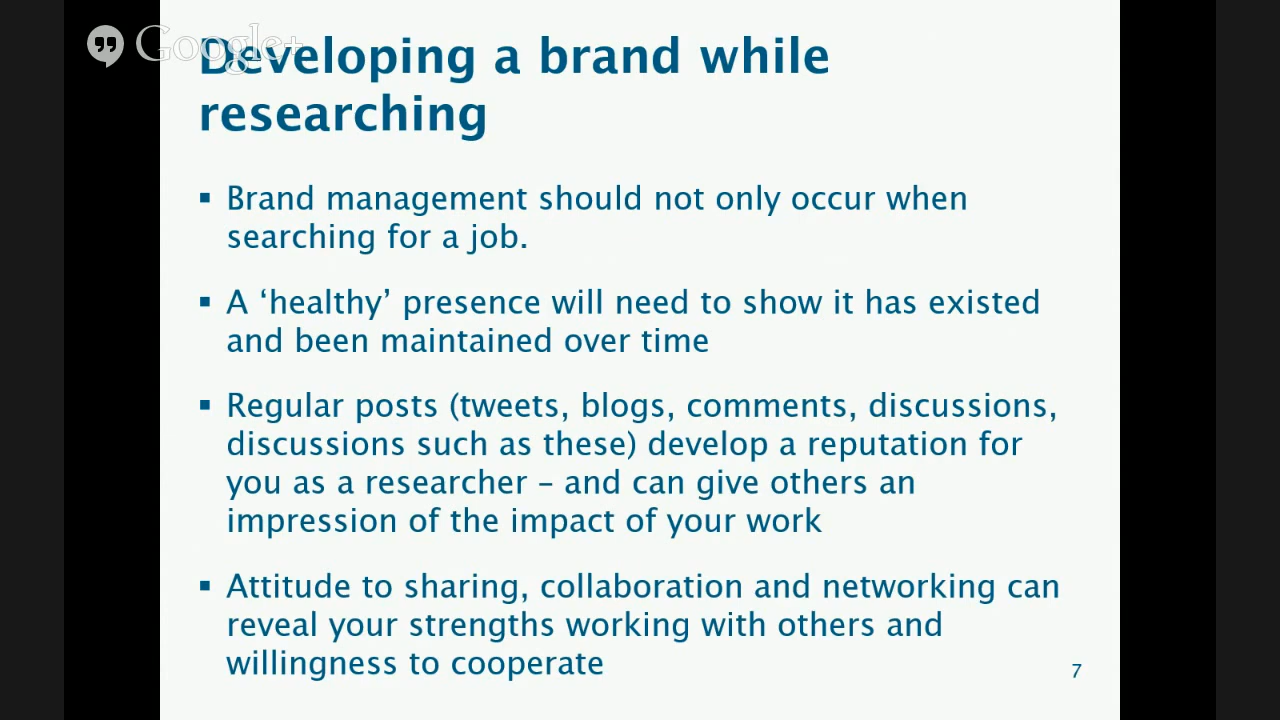 Google+
Developing a brand while
researching
▪ Brand management should not only occur when
searching for a job.
▪ A ‘healthy’ presence will need to show it has existed
and been maintained over time
▪ Regular posts (tweets, blogs, comments, discussions,
discussions such as these) develop a reputation for
you as a researcher – and can give others an
impression of the impact of your work
▪ Attitude to sharing, collaboration and networking can
reveal your strengths working with others and
willingness to cooperate
7